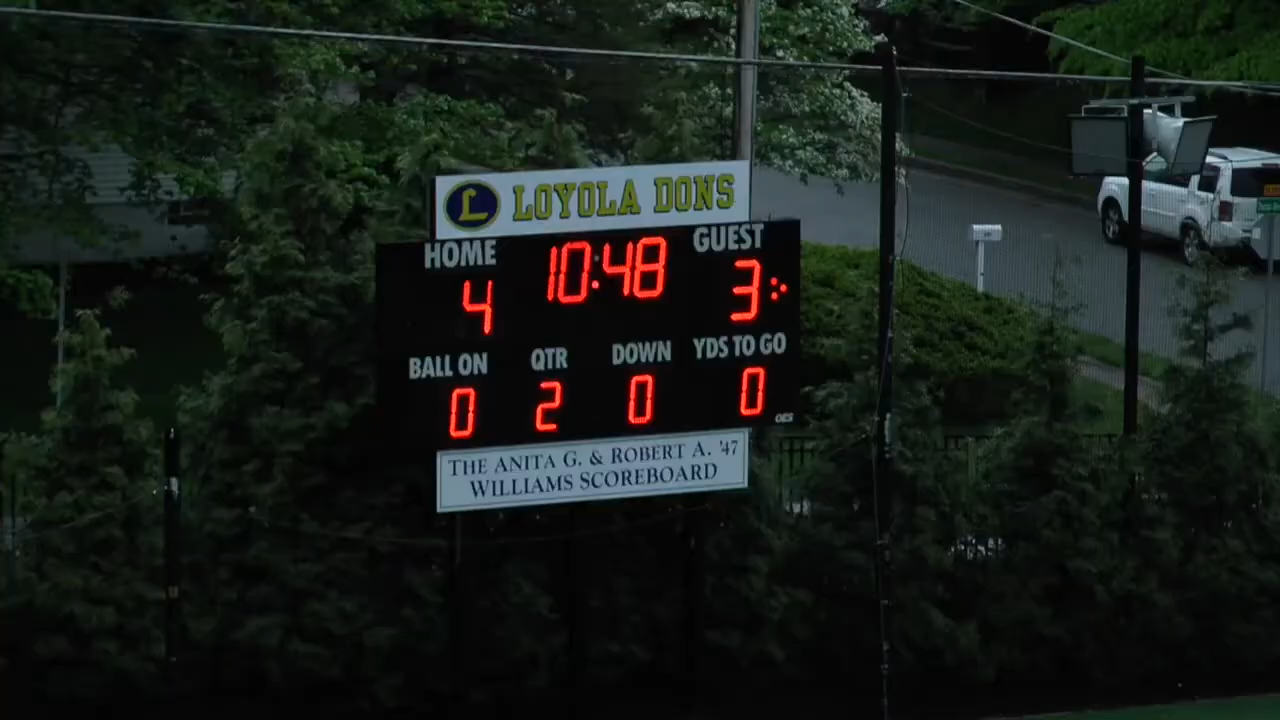 L LOYOLA DONS
HOME 10:48 GUEST
4 3
BALL ON QTR DOWN YDS TO GO
0 2 0 0
OES
THE ANITA G. & ROBERT A. '47
WILLIAMS SCOREBOARD